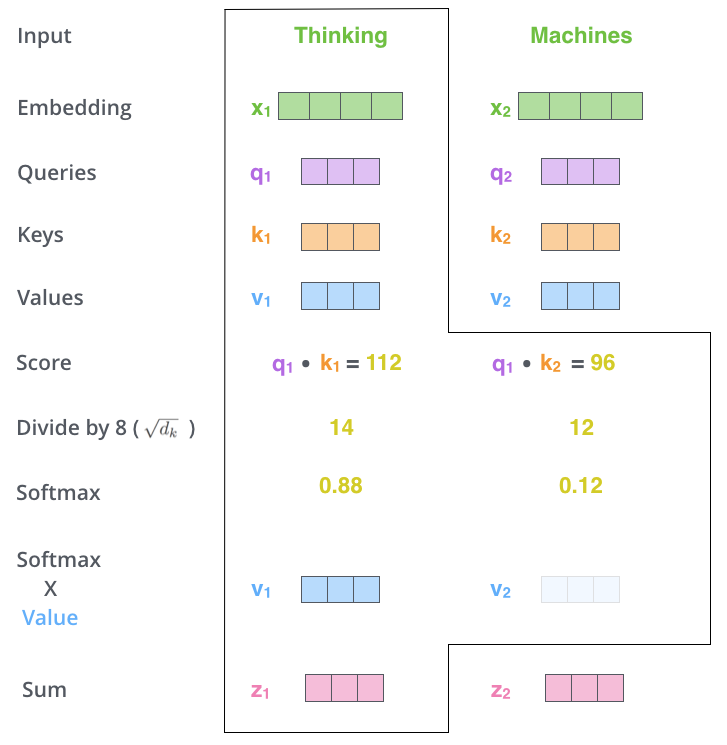 Input Thinking Machines
Embedding x1 x2
Queries q1 q2
Keys k1 k2
Values v1 v2
Score q1 • k1 = 112 q1 • k2 = 96
Divide by 8 ( √dk ) 14 12
Softmax 0.88 0.12
Softmax
X v1 v2
Value
Sum z1 z2